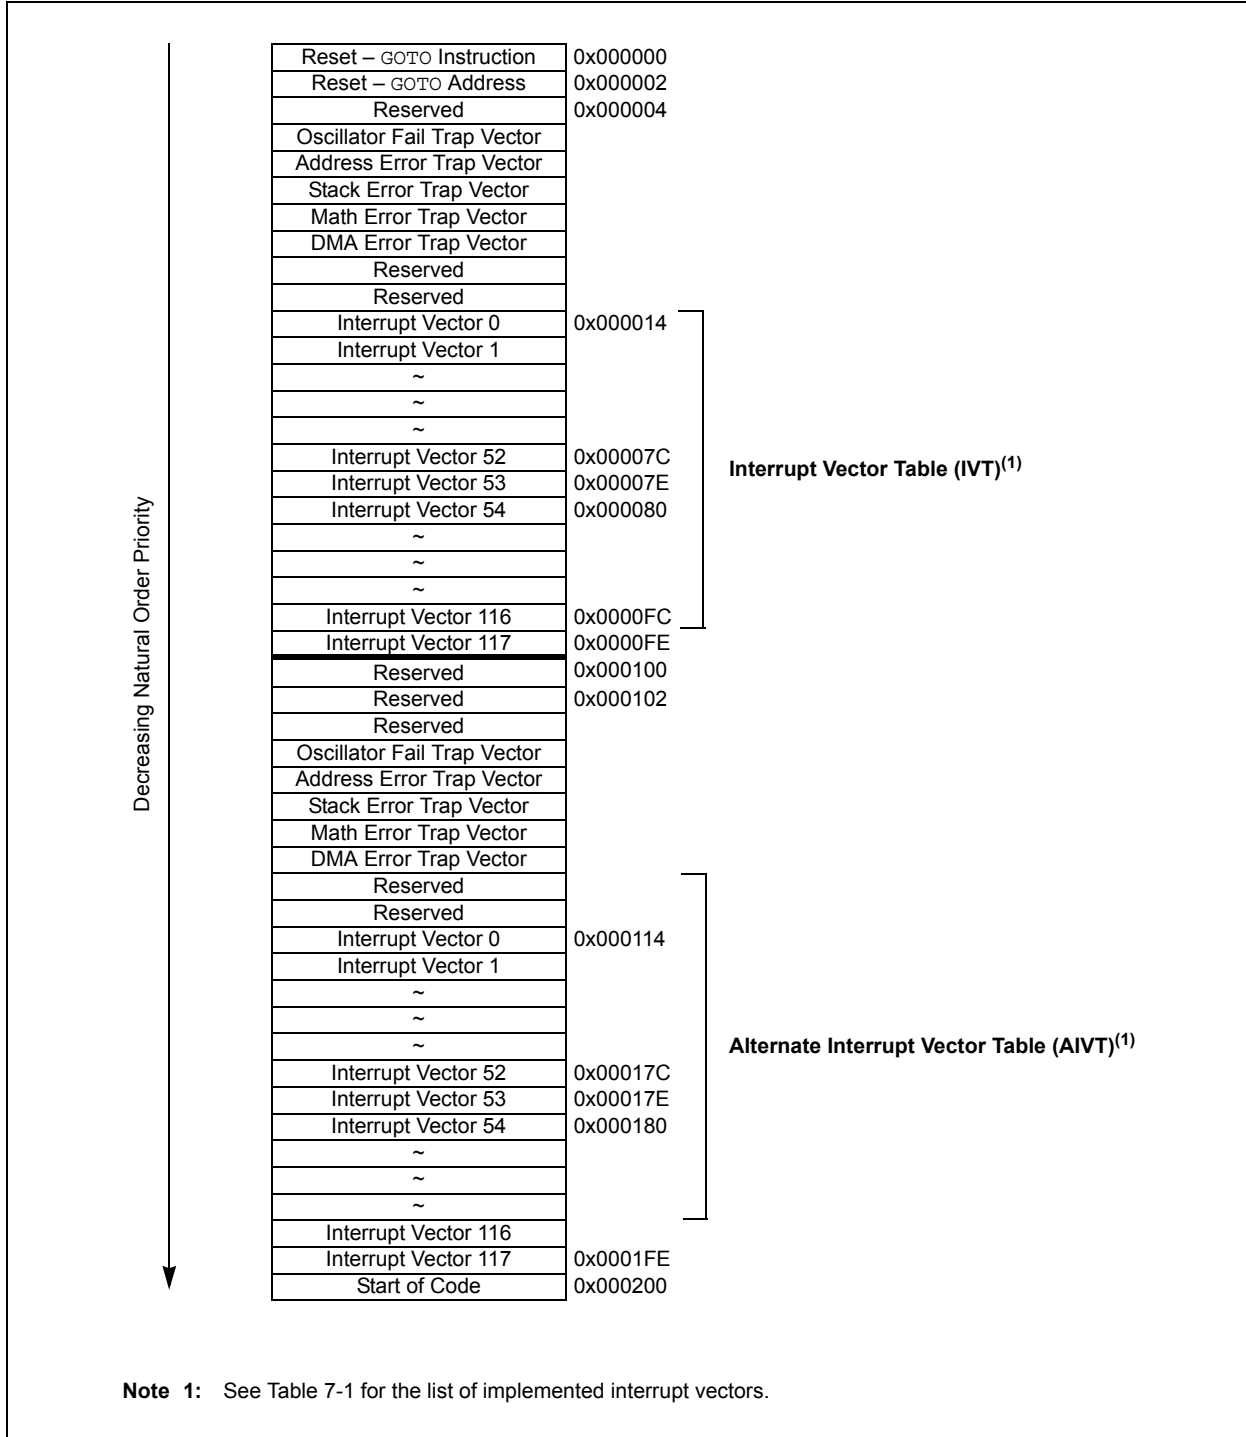 Decreasing Natural Order Priority
Reset – GOTO Instruction 0x000000
Reset – GOTO Address 0x000002
Reserved 0x000004
Oscillator Fail Trap Vector
Address Error Trap Vector
Stack Error Trap Vector
Math Error Trap Vector
DMA Error Trap Vector
Reserved
Reserved
Interrupt Vector 0 0x000014
Interrupt Vector 1
~
~
~
Interrupt Vector 52 0x00007C
Interrupt Vector Table (IVT)(1)
Interrupt Vector 53 0x00007E
Interrupt Vector 54 0x000080
~
~
~
Interrupt Vector 116 0x0000FC
Interrupt Vector 117 0x0000FE
Reserved 0x000100
Reserved 0x000102
Reserved
Oscillator Fail Trap Vector
Address Error Trap Vector
Stack Error Trap Vector
Math Error Trap Vector
DMA Error Trap Vector
Reserved
Reserved
Interrupt Vector 0 0x000114
Interrupt Vector 1
~
~
~
Alternate Interrupt Vector Table (AIVT)(1)
Interrupt Vector 52 0x00017C
Interrupt Vector 53 0x00017E
Interrupt Vector 54 0x000180
~
~
~
Interrupt Vector 116
Interrupt Vector 117 0x0001FE
Start of Code 0x000200
Note 1: See Table 7-1 for the list of implemented interrupt vectors.